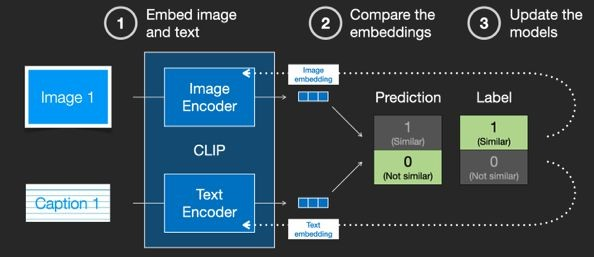 1
Embed image
and text
2
Compare the
embeddings
3
Update the
models
Image 1
Image
Encoder
Image
embedding
CLIP
Caption 1
Text
Encoder
Text
embedding
Prediction
1
(Similar)
0
(Not similar)
Label
1
(Similar)
0
(Not similar)